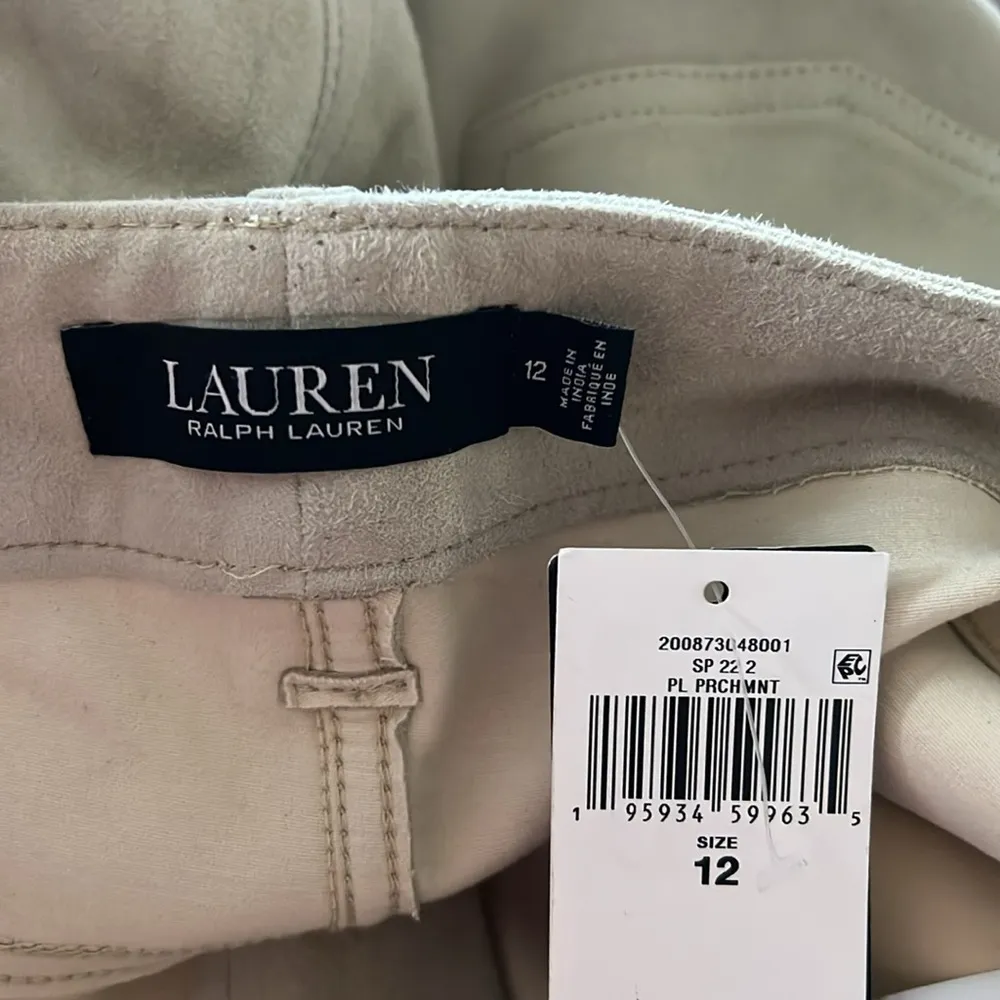 LAUREN
RALPH LAUREN
12
MADE IN
INDIA
FABRIQUÉ EN
INDE
200873048001
SP 22 2
PL PRCHMNT
EPC
1 95934 59963 5
SIZE
12